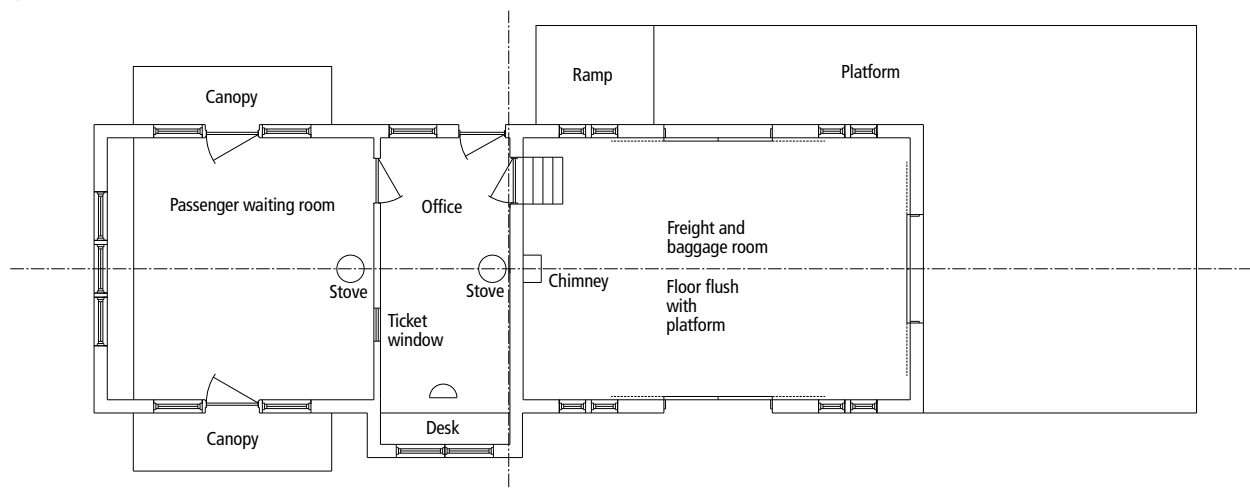 Ramp
Platform
Canopy
Passenger waiting room
Office
Freight and
baggage room
Stove
Stove
Chimney
Floor flush
with
platform
Ticket
window
Desk
Canopy